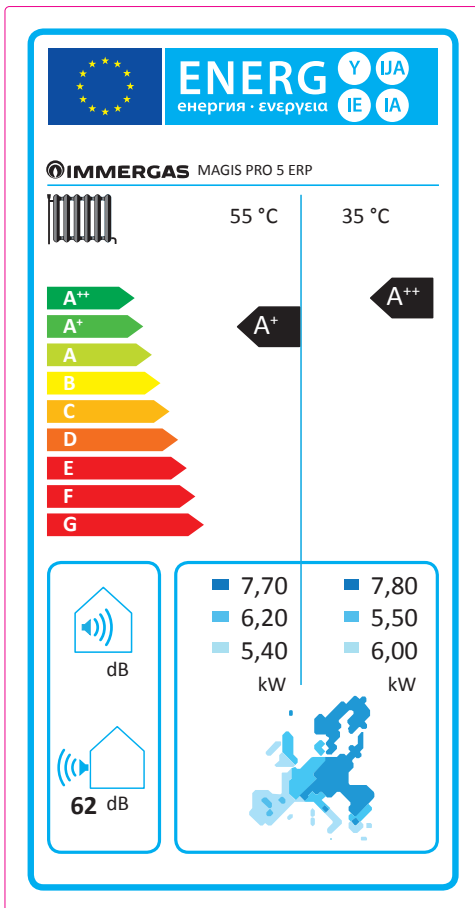 ENERG Y IJA
енергия · ενεργεια IE IA
IMMERGAS MAGIS PRO 5 ERP
55 °C 35 °C
A++ A++
A+ A+
A
B
C
D
E
F
G
7,70 7,80
6,20 5,50
5,40 6,00
kW kW
dB
62 dB